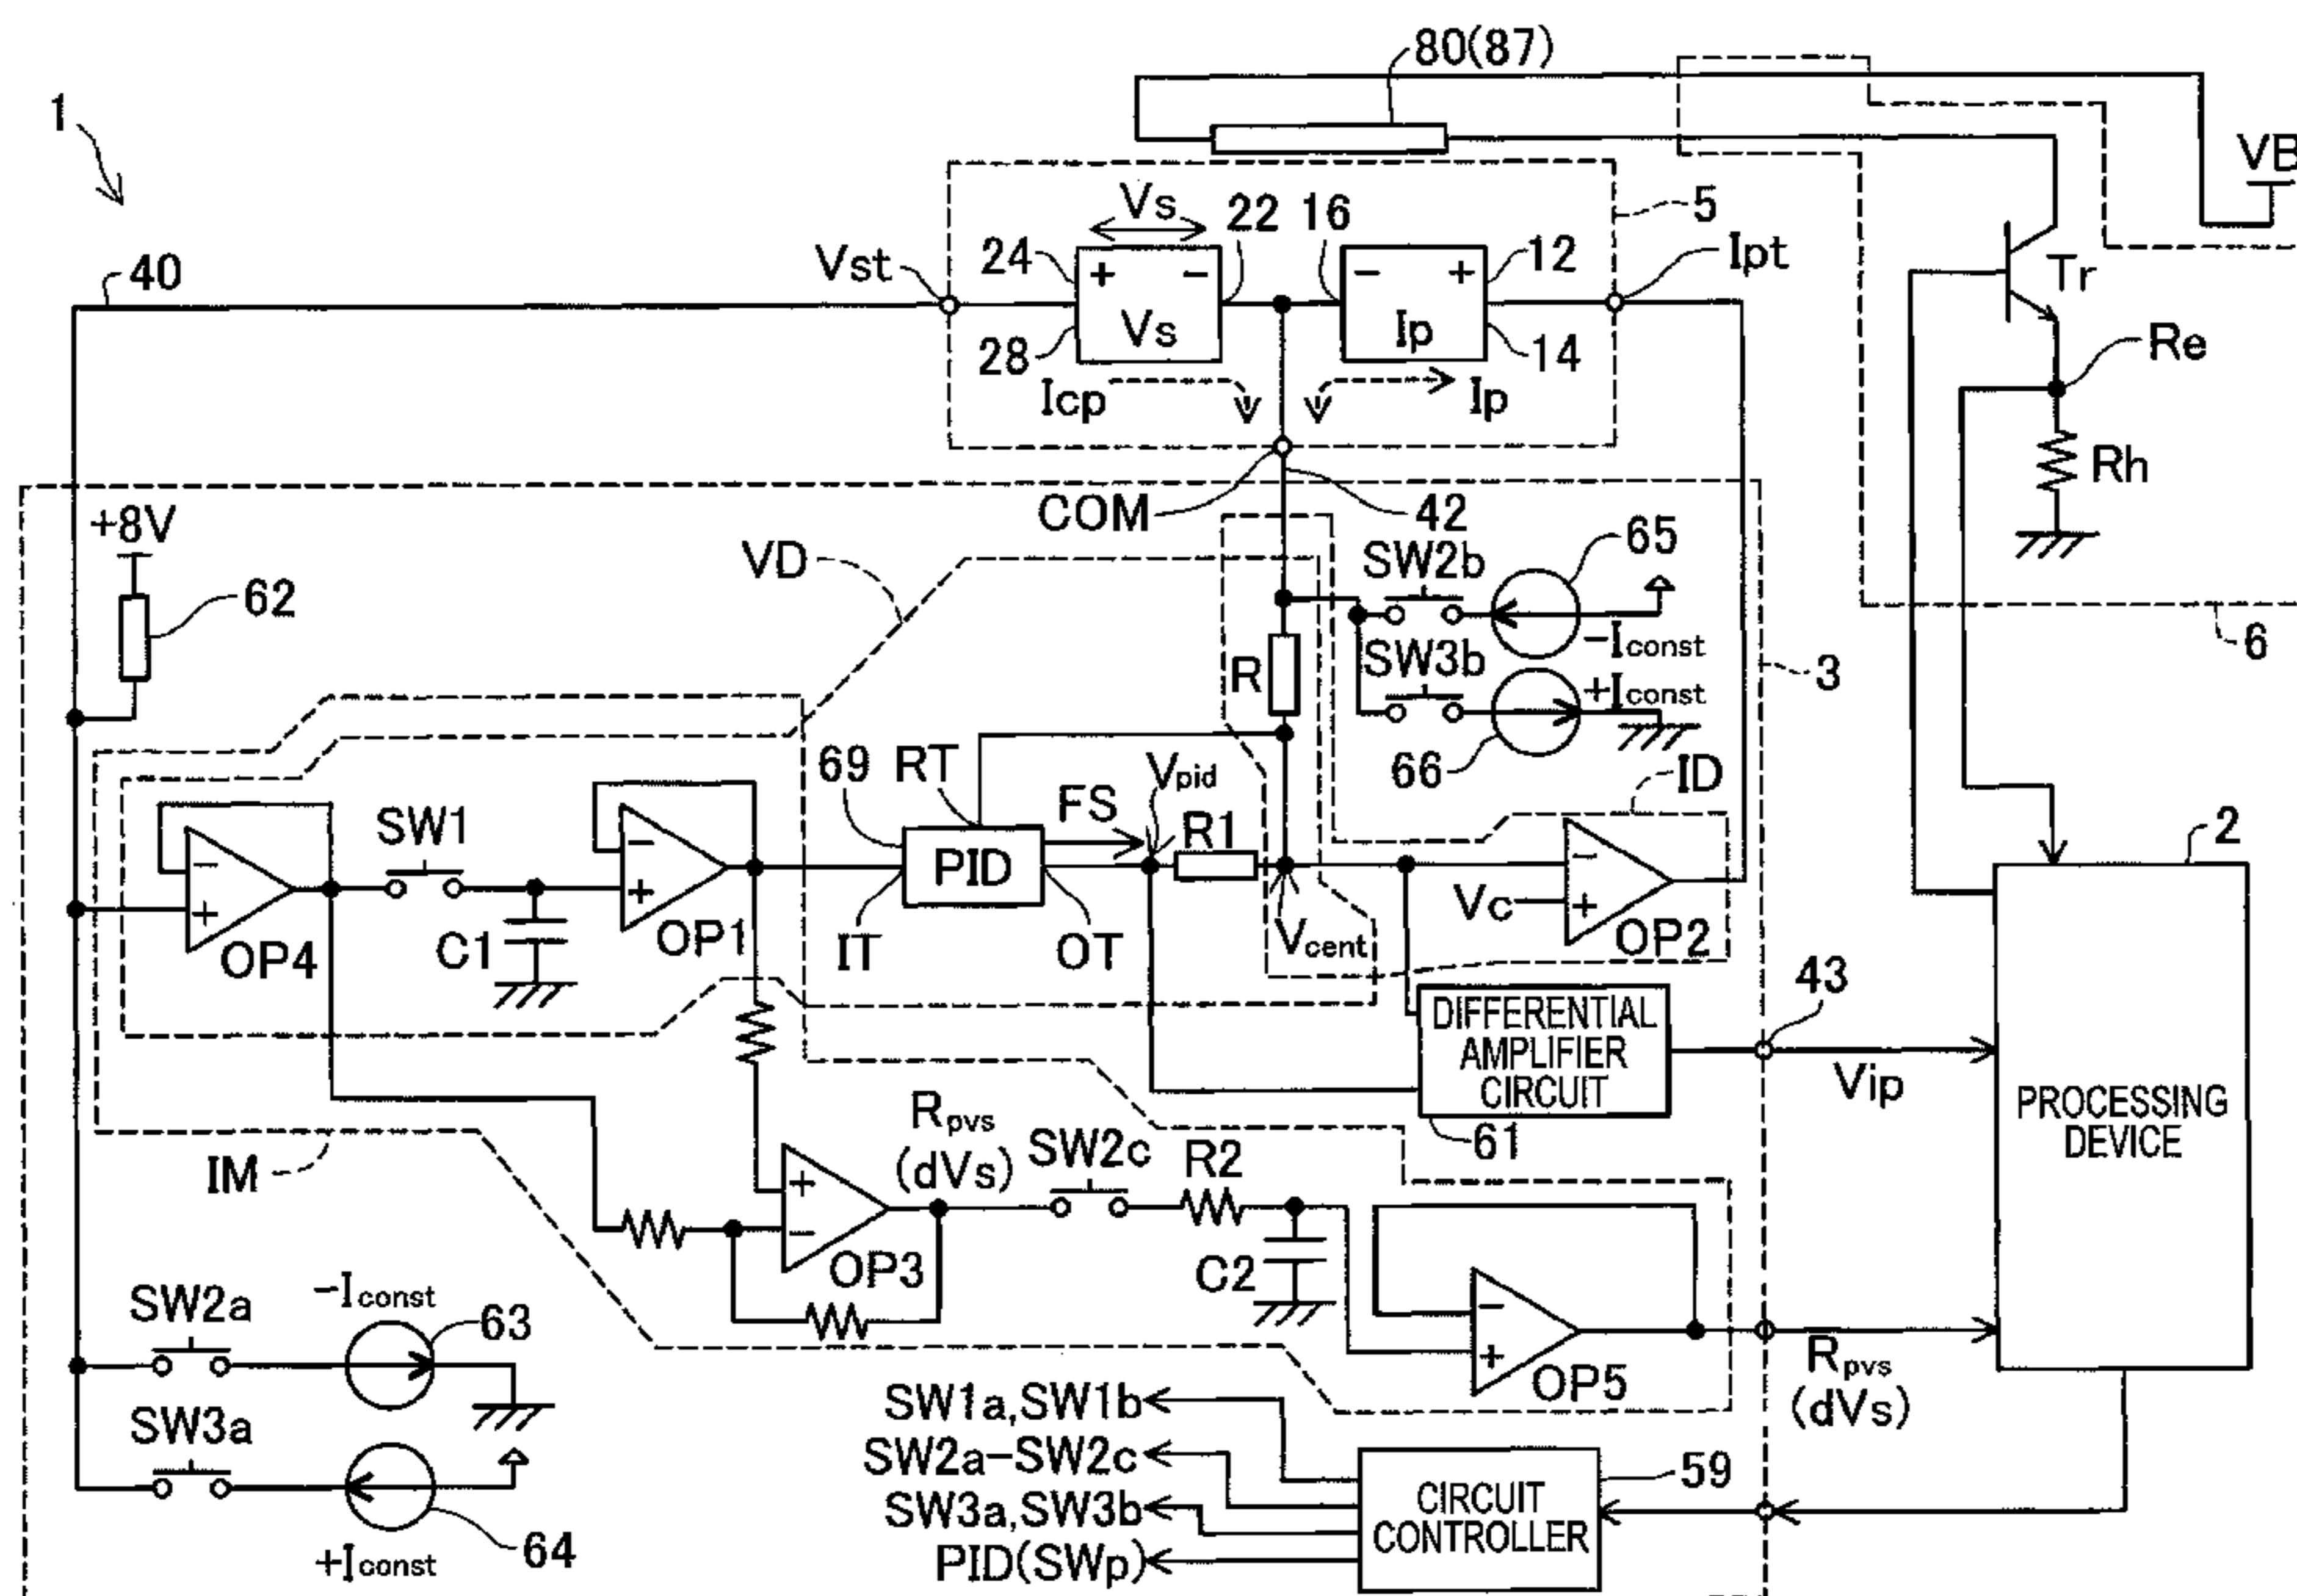 80(87)
1
VB
5
Vs
22
16
24
+
−
−
+
12
Ipt
Vst
40
Tr
Vs
Ip
28
14
Re
Icp
Ip
Rh
COM
42
+8V
65
VD
SW2b
62
−Iconst
6
SW3b
R
+Iconst
3
66
69
RT
Vpid
ID
FS
SW1
R1
2
−
−
PID
−
+
+
Vc
+
OP4
C1
OP1
IT
OT
Vcent
OP2
43
DIFFERENTIAL
AMPLIFIER
CIRCUIT
Vip
PROCESSING
DEVICE
61
Rpvs
(dVs)
SW2c
R2
IM
+
−
OP3
C2
SW2a
−Iconst
63
−
+
OP5
Rpvs
(dVs)
SW1a,SW1b
SW3a
SW2a−SW2c
59
SW3a,SW3b
CIRCUIT
CONTROLLER
64
+Iconst
PID(SWp)